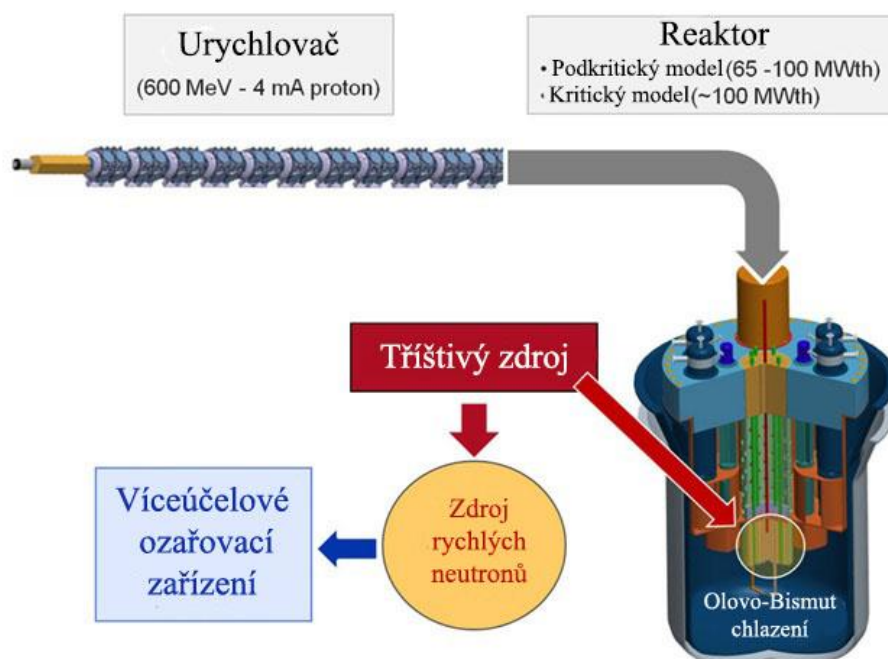 Urychlovač
(600 MeV - 4 mA proton)
Reaktor
• Podkritický model (65 -100 MWth)
• Kritický model (~100 MWth)
Tříštivý zdroj
Zdroj
rychlých
neutronů
Víceúčelové
ozařovací
zařízení
Olovo-Bismut
chlazení